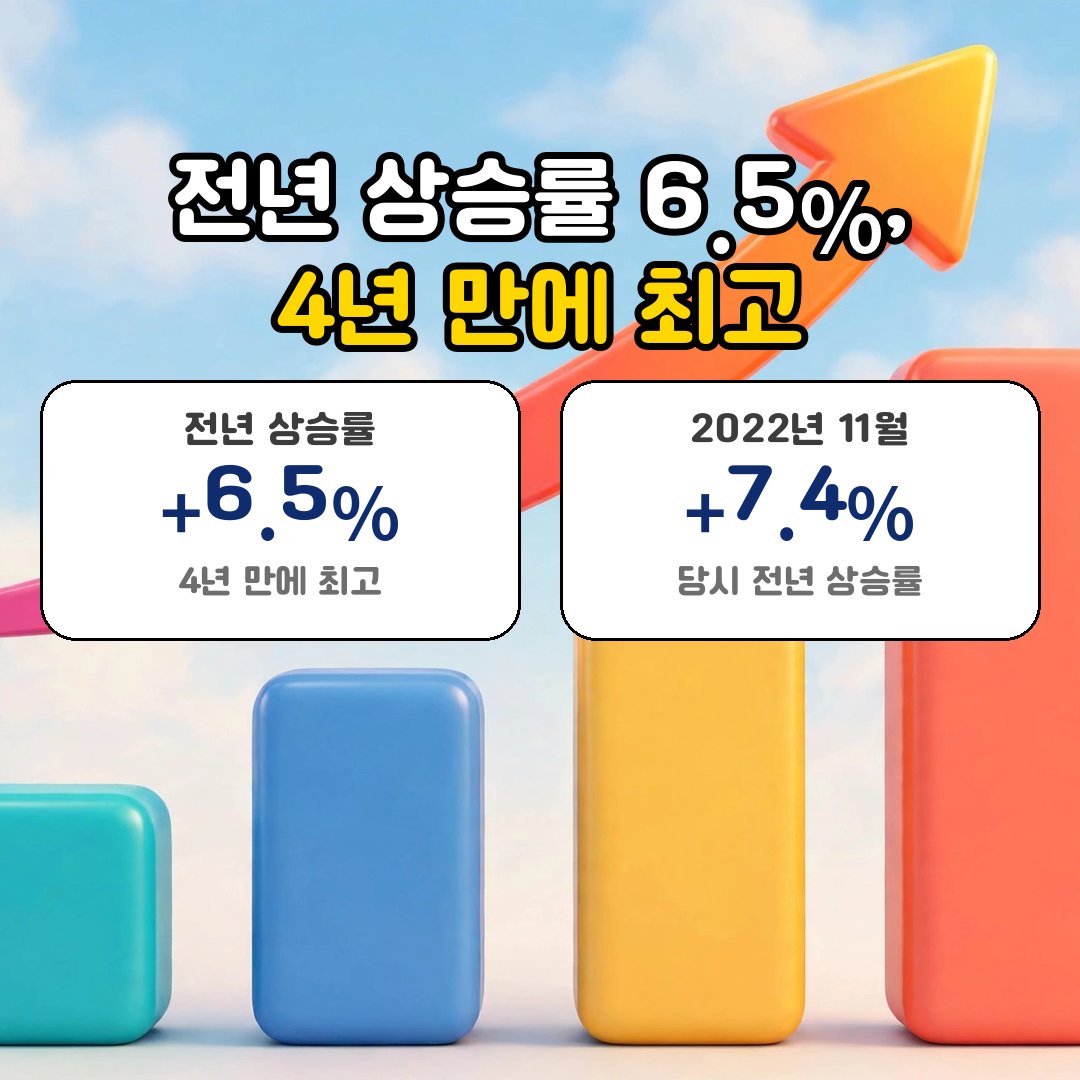 전년 상승률 6.5%,
4년 만에 최고
전년 상승률
+6.5%
4년 만에 최고
2022년 11월
+7.4%
당시 전년 상승률